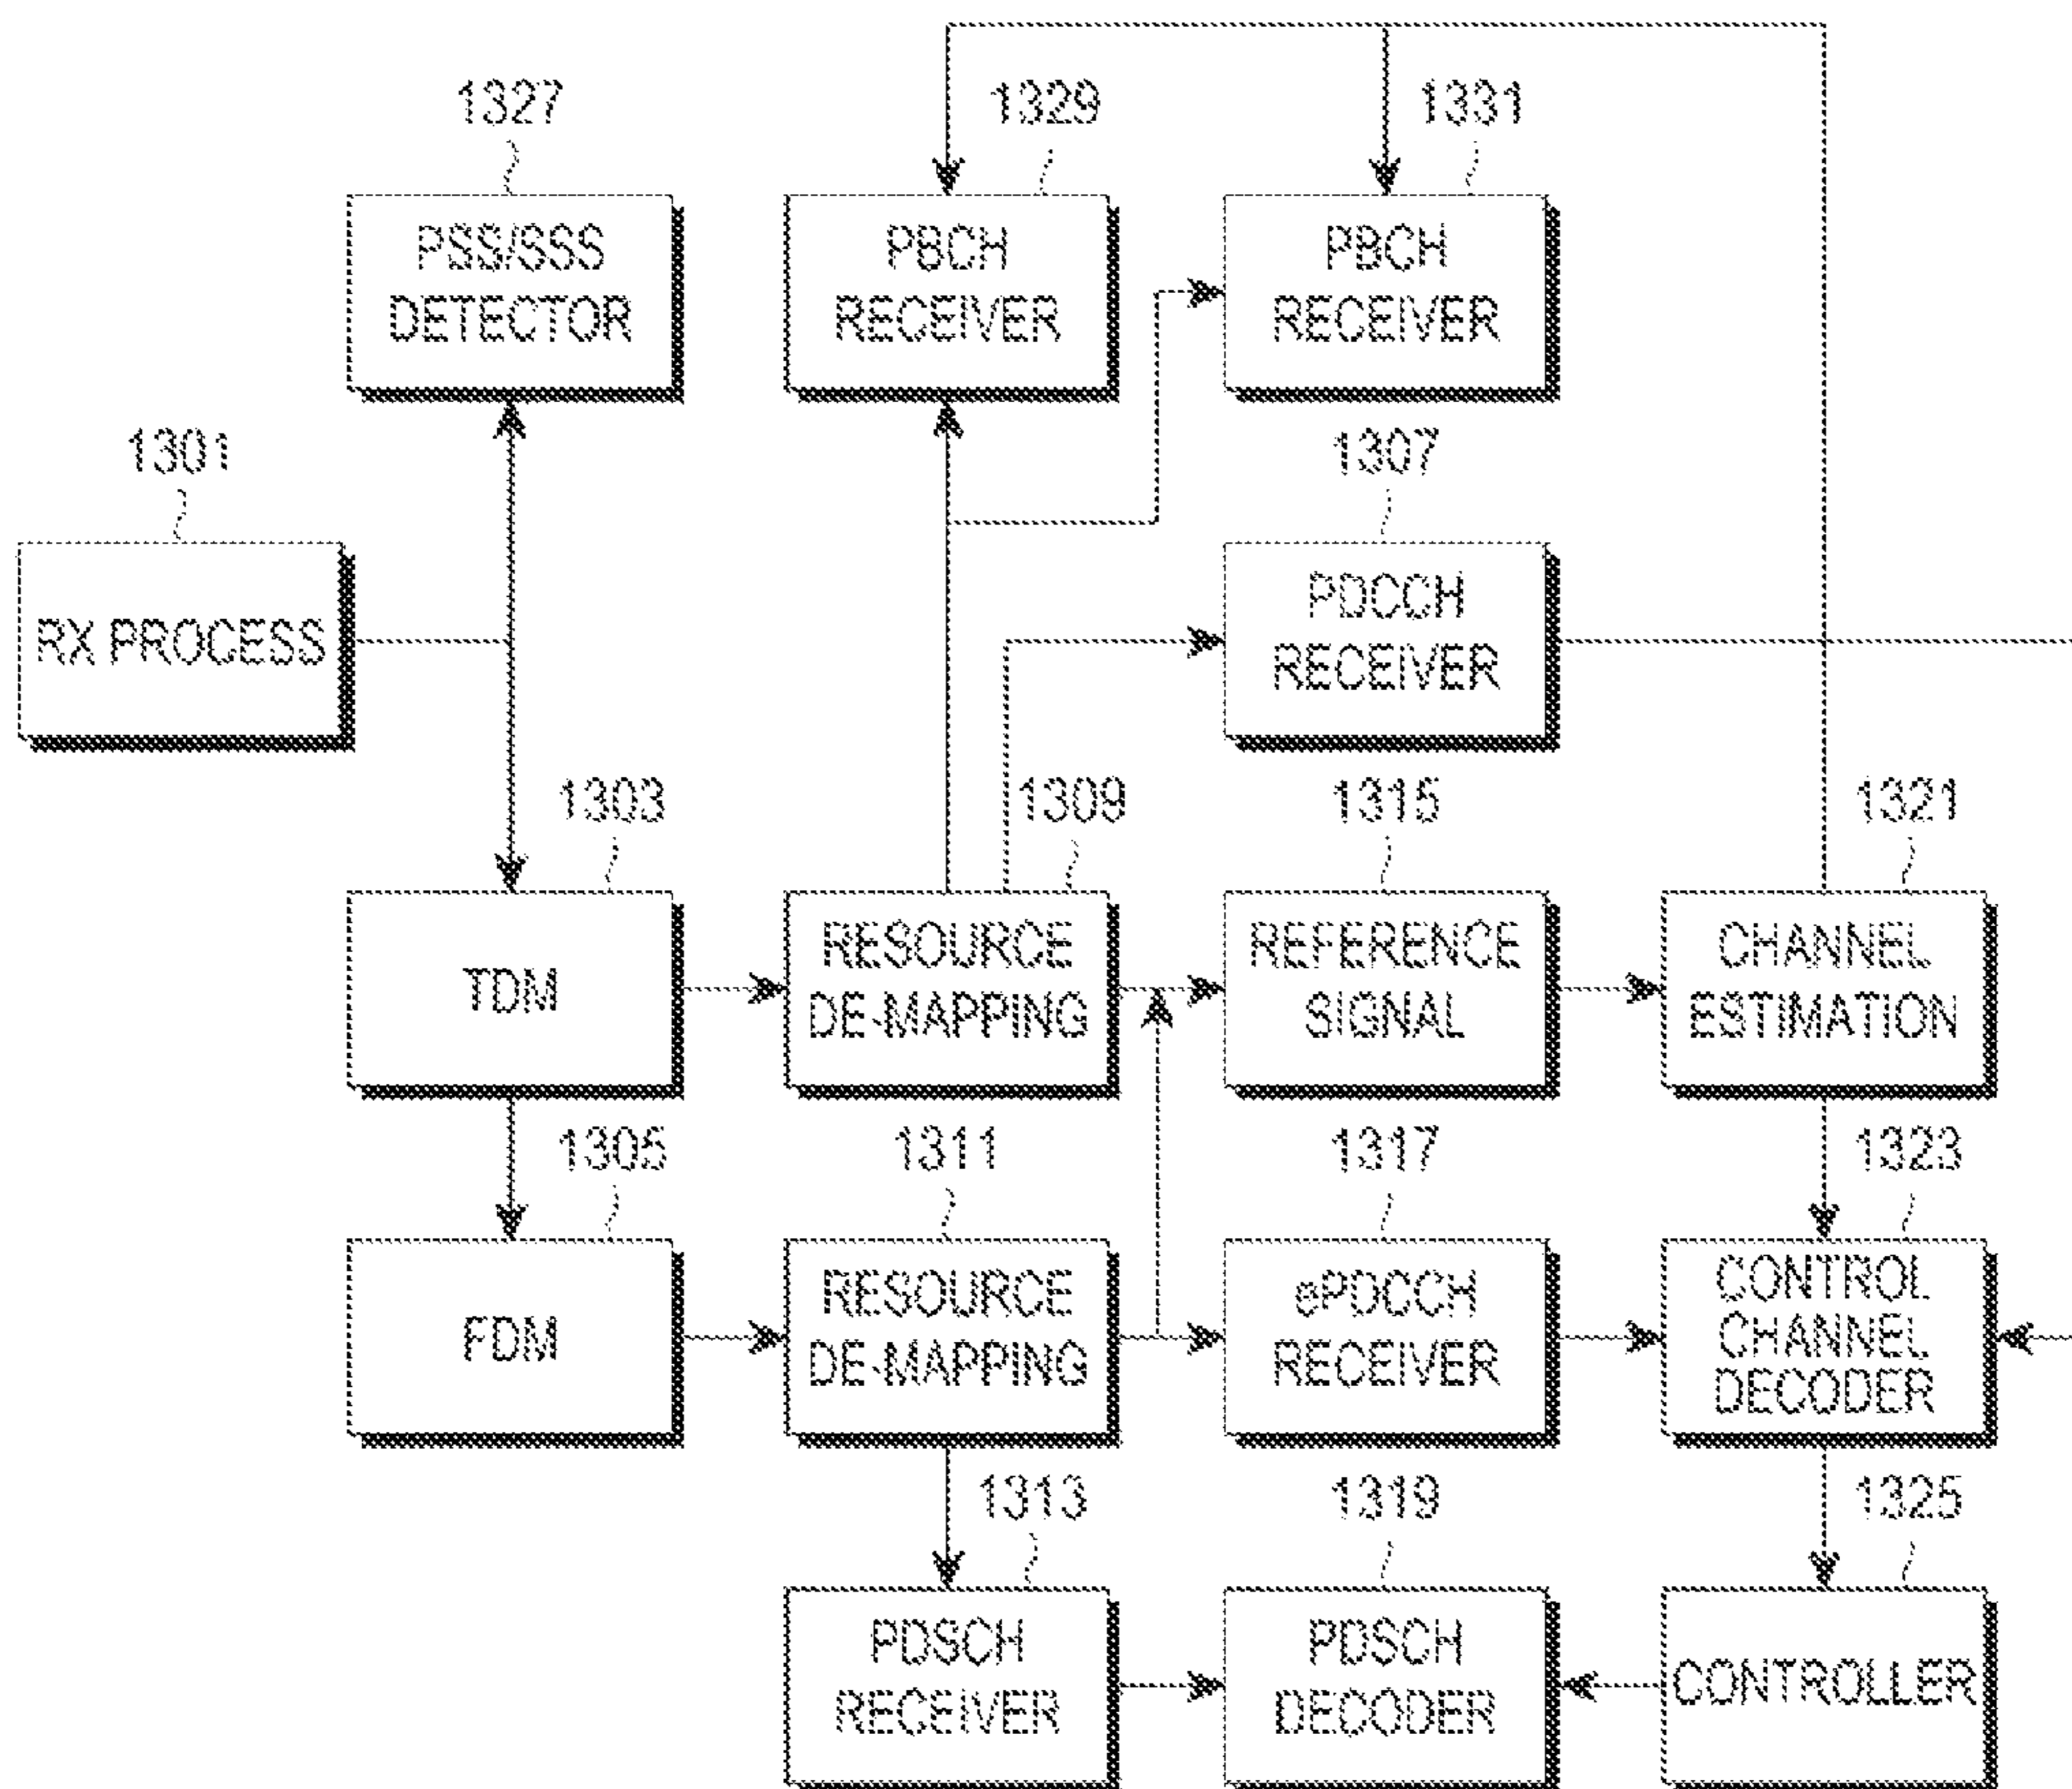 1327
1329
1331
PSS/SSS
DETECTOR
PBCH
RECEIVER
PBCH
RECEIVER
1301
1307
RX PROCESS
PDCCH
RECEIVER
1303
1309
1315
1321
TDM
RESOURCE
DE-MAPPING
REFERENCE
SIGNAL
CHANNEL
ESTIMATION
1305
1311
1317
1323
FDM
RESOURCE
DE-MAPPING
ePDCCH
RECEIVER
CONTROL
CHANNEL
DECODER
1313
1319
1325
PDSCH
RECEIVER
PDSCH
DECODER
CONTROLLER